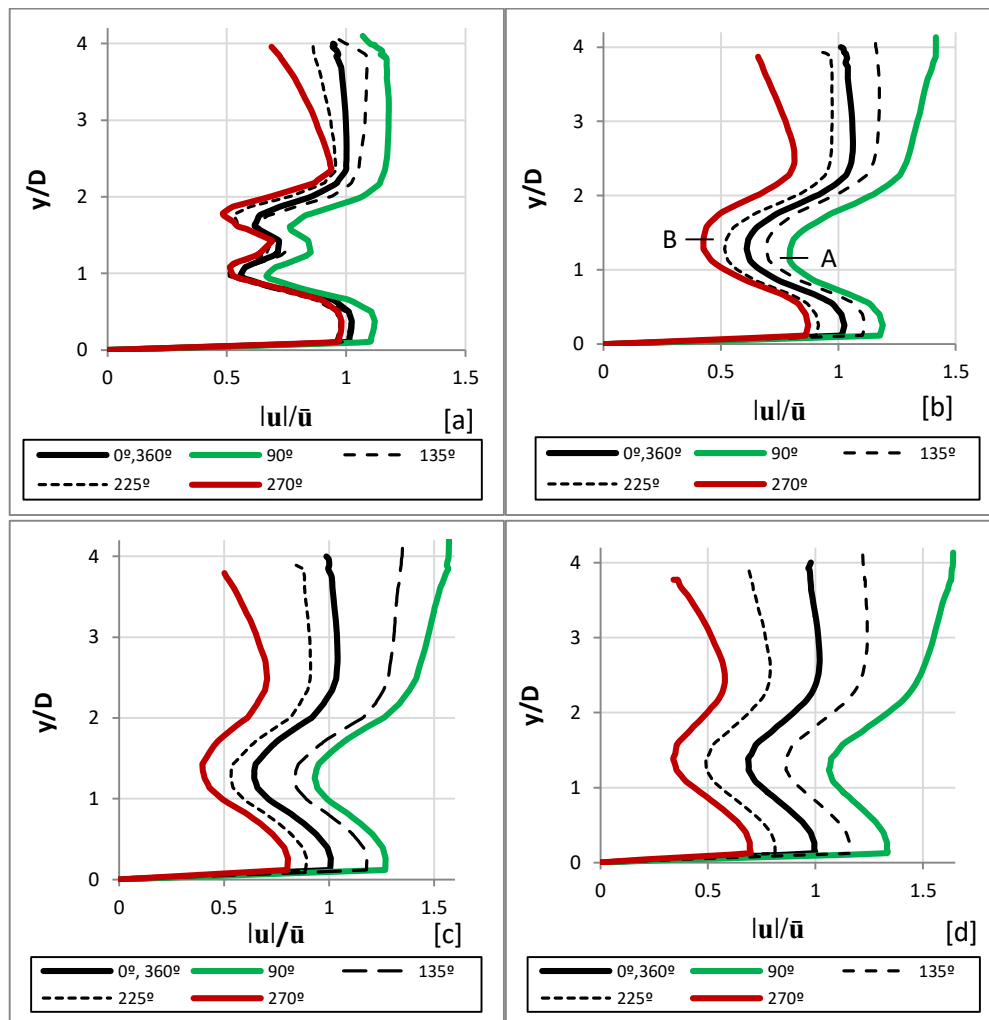 4
3
2
1
0
y/D
0 0.5 1 1.5
|u|/ū [a]
0º,360º 90º 135º
225º 270º
4
3
2
1
0
y/D
B
A
0 0.5 1 1.5
|u|/ū [b]
0º,360º 90º 135º
225º 270º
4
3
2
1
0
y/D
0 0.5 1 1.5
|u|/ū [c]
0º, 360º 90º 135º
225º 270º
4
3
2
1
0
y/D
0 0.5 1 1.5
|u|/ū [d]
0º,360º 90º 135º
225º 270º